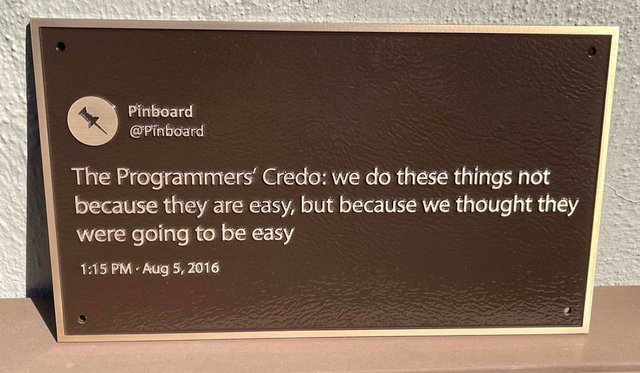 Pinboard
@Pinboard
The Programmers' Credo: we do these things not
because they are easy, but because we thought they
were going to be easy
1:15 PM · Aug 5, 2016